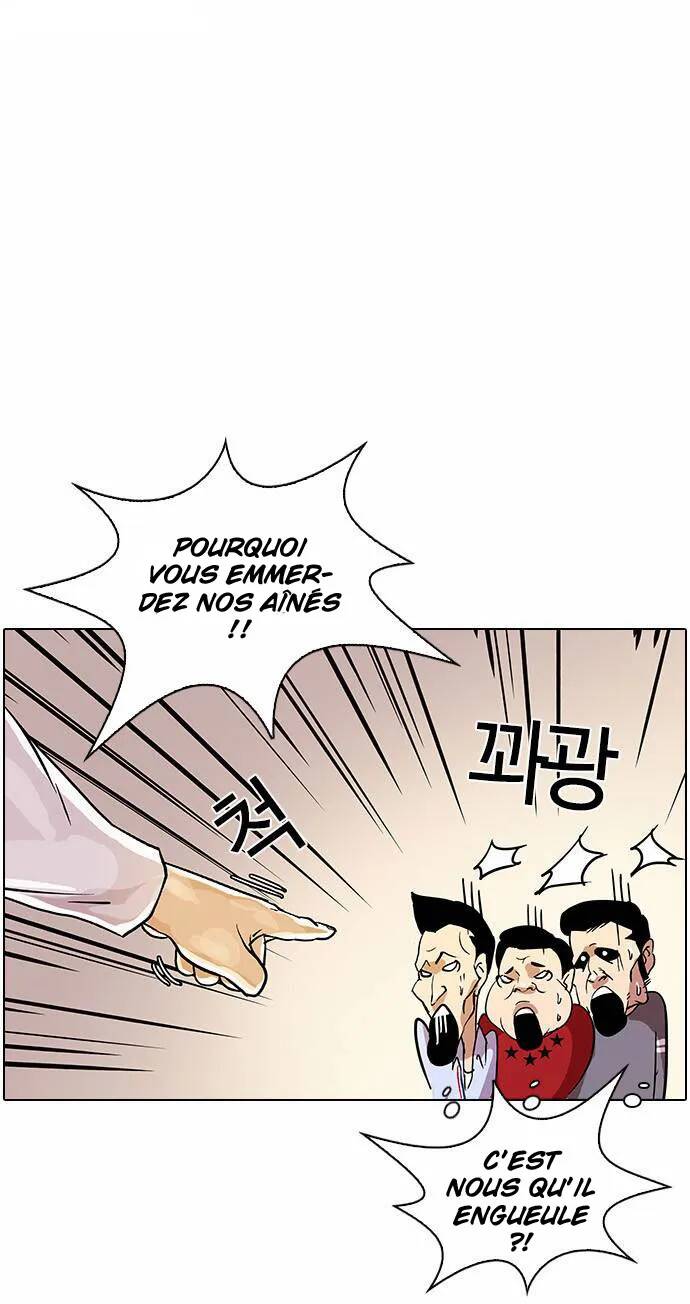 POURQUOI
VOUS EMMER-
DEZ NOS AÎNÉS
!!
꽈광
척
C'EST
NOUS QU'IL
ENGUEULE
?!